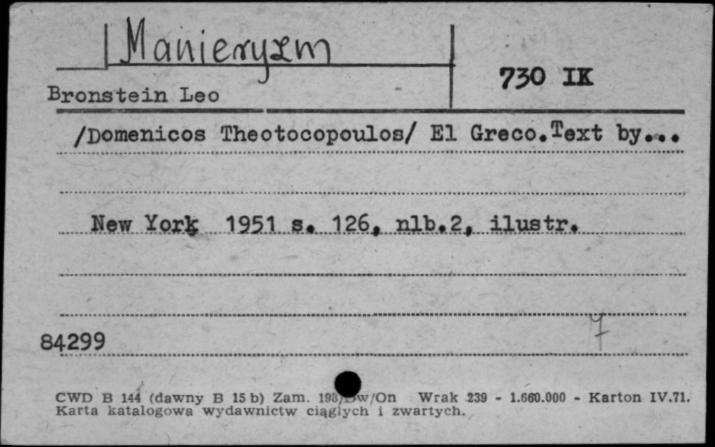 Manieryzm
730 IK
Bronstein Leo
/Domenicos Theotocopoulos/ El Greco.Text by...
New York 1951 s. 126, nlb.2, ilustr.
84299
7
CWD B 144 (dawny B 15 b) Zam. /Dw/On Wrak 239 - 1.660.000 - Karton IV.71.
Karta katalogowa wydawnictw ciągłych i zwartych.